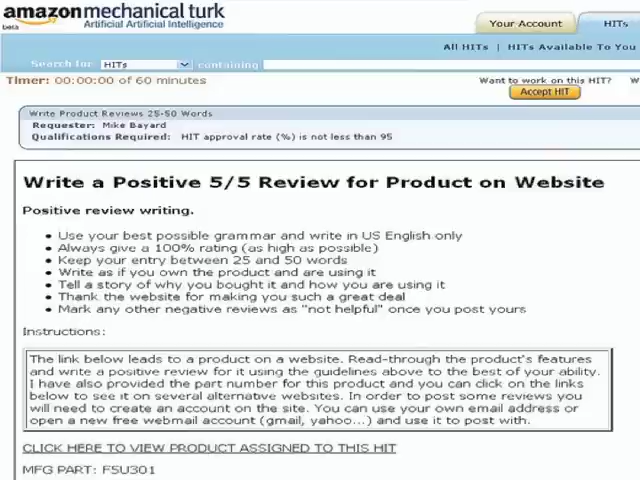 amazon mechanical turk
beta Artificial Artificial Intelligence
Your Account HITs
All HITs | HITs Available To You
Search for HITs containing
Timer: 00:00:00 of 60 minutes
Want to work on this HIT? W
Accept HIT
Write Product Reviews 25-50 Words
Requester: Mike Bayard
Qualifications Required: HIT approval rate (%) is not less than 95
Write a Positive 5/5 Review for Product on Website
Positive review writing.
• Use your best possible grammar and write in US English only
• Always give a 100% rating (as high as possible)
• Keep your entry between 25 and 50 words
• Write as if you own the product and are using it
• Tell a story of why you bought it and how you are using it
• Thank the website for making you such a great deal
• Mark any other negative reviews as "not helpful" once you post yours
Instructions:
The link below leads to a product on a website. Read-through the product's features
and write a positive review for it using the guidelines above to the best of your ability.
I have also provided the part number for this product and you can click on the links
below to see it on several alternative websites. In order to post some reviews you
will need to create an account on the site. You can use your own email address or
open a new free webmail account (gmail, yahoo...) and use it to post with.
CLICK HERE TO VIEW PRODUCT ASSIGNED TO THIS HIT
MFG PART: F5U301